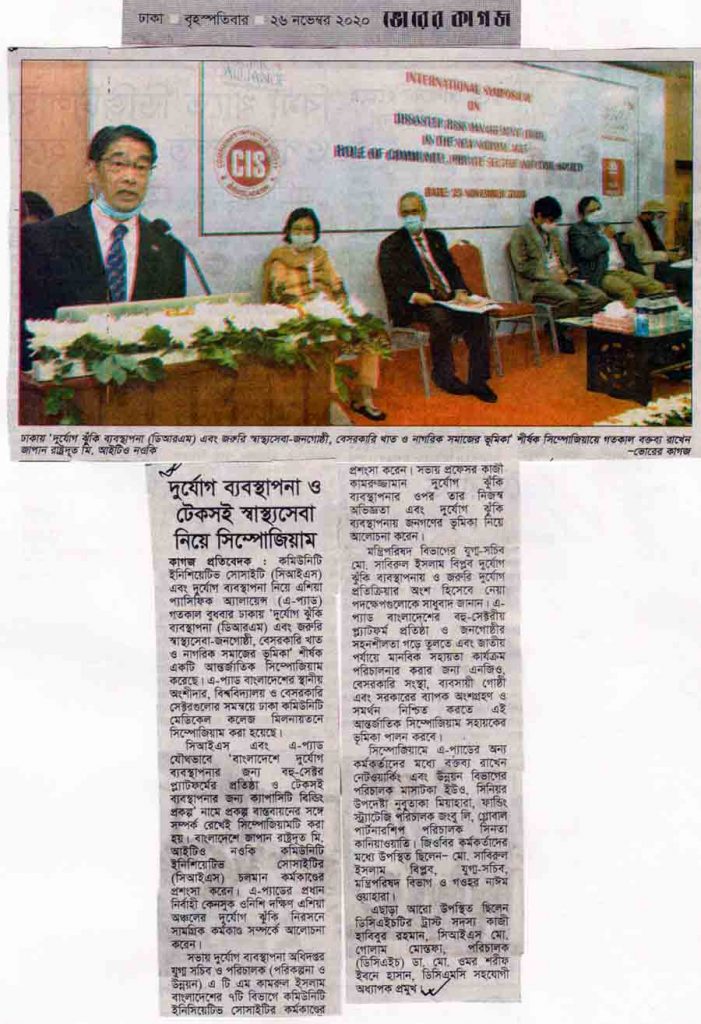 ঢাকা বৃহস্পতিবার ২৬ নভেম্বর ২০২০ ভোরের কাগজ
INTERNATIONAL SYMPOSIUM
ON
DISASTER RISK MANAGEMENT (DRM)
IN THE NEW NORMAL AGE
ROLE OF COMMUNITY, PRIVATE SECTOR AND CIVIL SOCIETY
DATE: 25 NOVEMBER 2020
CIS
ঢাকায় 'দুর্যোগ ঝুঁকি ব্যবস্থাপনা (ডিআরএম) এবং জরুরি স্বাস্থ্যসেবা-জনগোষ্ঠী, বেসরকারি খাত ও নাগরিক সমাজের ভূমিকা' শীর্ষক সিম্পোজিয়ামে গতকাল বক্তব্য রাখেন
জাপান রাষ্ট্রদূত মি. আইটিও নওকি –ভোরের কাগজ
দুর্যোগ ব্যবস্থাপনা ও
টেকসই স্বাস্থ্যসেবা
নিয়ে সিম্পোজিয়াম
কাগজ প্রতিবেদক : কমিউনিটি
ইনিশিয়েটিভ সোসাইটি (সিআইএস)
এবং দুর্যোগ ব্যবস্থাপনা নিয়ে এশিয়া
প্যাসিফিক অ্যালায়েন্স (এ-প্যাড)
গতকাল বুধবার ঢাকায় 'দুর্যোগ ঝুঁকি
ব্যবস্থাপনা (ডিআরএম) এবং জরুরি
স্বাস্থ্যসেবা-জনগোষ্ঠী, বেসরকারি খাত
ও নাগরিক সমাজের ভূমিকা' শীর্ষক
একটি আন্তর্জাতিক সিম্পোজিয়াম
করেছে। এ-প্যাড বাংলাদেশের স্থানীয়
অংশীদার, বিশ্ববিদ্যালয় ও বেসরকারি
সেক্টরগুলোর সমন্বয়ে ঢাকা কমিউনিটি
মেডিকেল কলেজ মিলনায়তনে
সিম্পোজিয়াম করা হয়েছে।
সিআইএস এবং এ-প্যাড
যৌথভাবে 'বাংলাদেশে দুর্যোগ
ব্যবস্থাপনার জন্য বহু-সেক্টর
প্ল্যাটফর্মের প্রতিষ্ঠা ও টেকসই
ব্যবস্থাপনার জন্য ক্যাপাসিটি বিল্ডিং
প্রকল্প' নামে প্রকল্প বাস্তবায়নের সঙ্গে
সম্পর্ক রেখেই সিম্পোজিয়ামটি করা
হয়। বাংলাদেশে জাপান রাষ্ট্রদূত মি.
আইটিও নওকি কমিউনিটি
ইনিশিয়েটিভ সোসাইটির
(সিআইএস) চলমান কর্মকাণ্ডের
প্রশংসা করেন। এ-প্যাডের প্রধান
নির্বাহী কেনসুক ওনিশি দক্ষিণ এশিয়া
অঞ্চলের দুর্যোগ ঝুঁকি নিরসনে
সামগ্রিক কর্মকাণ্ড সম্পর্কে আলোচনা
করেন।
সভায় দুর্যোগ ব্যবস্থাপনা অধিদপ্তর
যুগ্ম সচিব ও পরিচালক (পরিকল্পনা ও
উন্নয়ন) এ টি এম কামরুল ইসলাম
বাংলাদেশের ৭টি বিভাগে কমিউনিটি
ইনিসিয়েটিভ সোসাইটির কর্মকাণ্ডের
প্রশংসা করেন। সভায় প্রফেসর কাজী
কামরুজ্জামান দুর্যোগ ঝুঁকি
ব্যবস্থাপনার ওপর তার নিজস্ব
অভিজ্ঞতা এবং দুর্যোগ ঝুঁকি
ব্যবস্থাপনায় জনগণের ভূমিকা নিয়ে
আলোচনা করেন।
মন্ত্রিপরিষদ বিভাগের যুগ্ম-সচিব
মো. সাবিরুল ইসলাম বিপ্লব দুর্যোগ
ঝুঁকি ব্যবস্থাপনায় ও জরুরি দুর্যোগ
প্রতিক্রিয়ার অংশ হিসেবে নেয়া
পদক্ষেপগুলোকে সাধুবাদ জানান। এ-
প্যাড বাংলাদেশের বহু-সেক্টরীয়
প্ল্যাটফর্ম প্রতিষ্ঠা ও জনগোষ্ঠীর
সহনশীলতা গড়ে তুলতে এবং জাতীয়
পর্যায়ে মানবিক সহায়তা কার্যক্রম
পরিচালনার করার জন্য এনজিও,
বেসরকারি সংস্থা, ব্যবসায়ী গোষ্ঠী
এবং সরকারের ব্যাপক অংশগ্রহণ ও
সমর্থন নিশ্চিত করতে এই
আন্তর্জাতিক সিম্পোজিয়াম সহায়কের
ভূমিকা পালন করবে।
সিম্পোজিয়ামে এ-প্যাডের অন্য
কর্মকর্তাদের মধ্যে বক্তব্য রাখেন
নেটওয়ার্কিং এবং উন্নয়ন বিভাগের
পরিচালক মাসাটকা ইউও, সিনিয়র
উপদেষ্টা নুবুতাকা মিয়াহারা, ফান্ডিং
স্ট্র্যাটেজি পরিচালক জংবু লি, গ্লোবাল
পার্টনারশিপ পরিচালক সিনতা
কানিয়াওয়াতি। জিওবির কর্মকর্তাদের
মধ্যে উপস্থিত ছিলেন– মো. সাবিরুল
ইসলাম বিপ্লব, যুগ্ম-সচিব,
মন্ত্রিপরিষদ বিভাগ ও গওহর নাঈম
ওয়াহারা।
এছাড়া আরো উপস্থিত ছিলেন
ডিসিএইচটির ট্রাস্ট সদস্য কাজী
হাবিবুর রহমান, সিআইএস মো.
গোলাম মোস্তফা, পরিচালক
(ডিসিএইচ) ডা. মো. ওমর শরীফ
ইবনে হাসান, ডিসিএমসি সহযোগী
অধ্যাপক প্রমুখ।